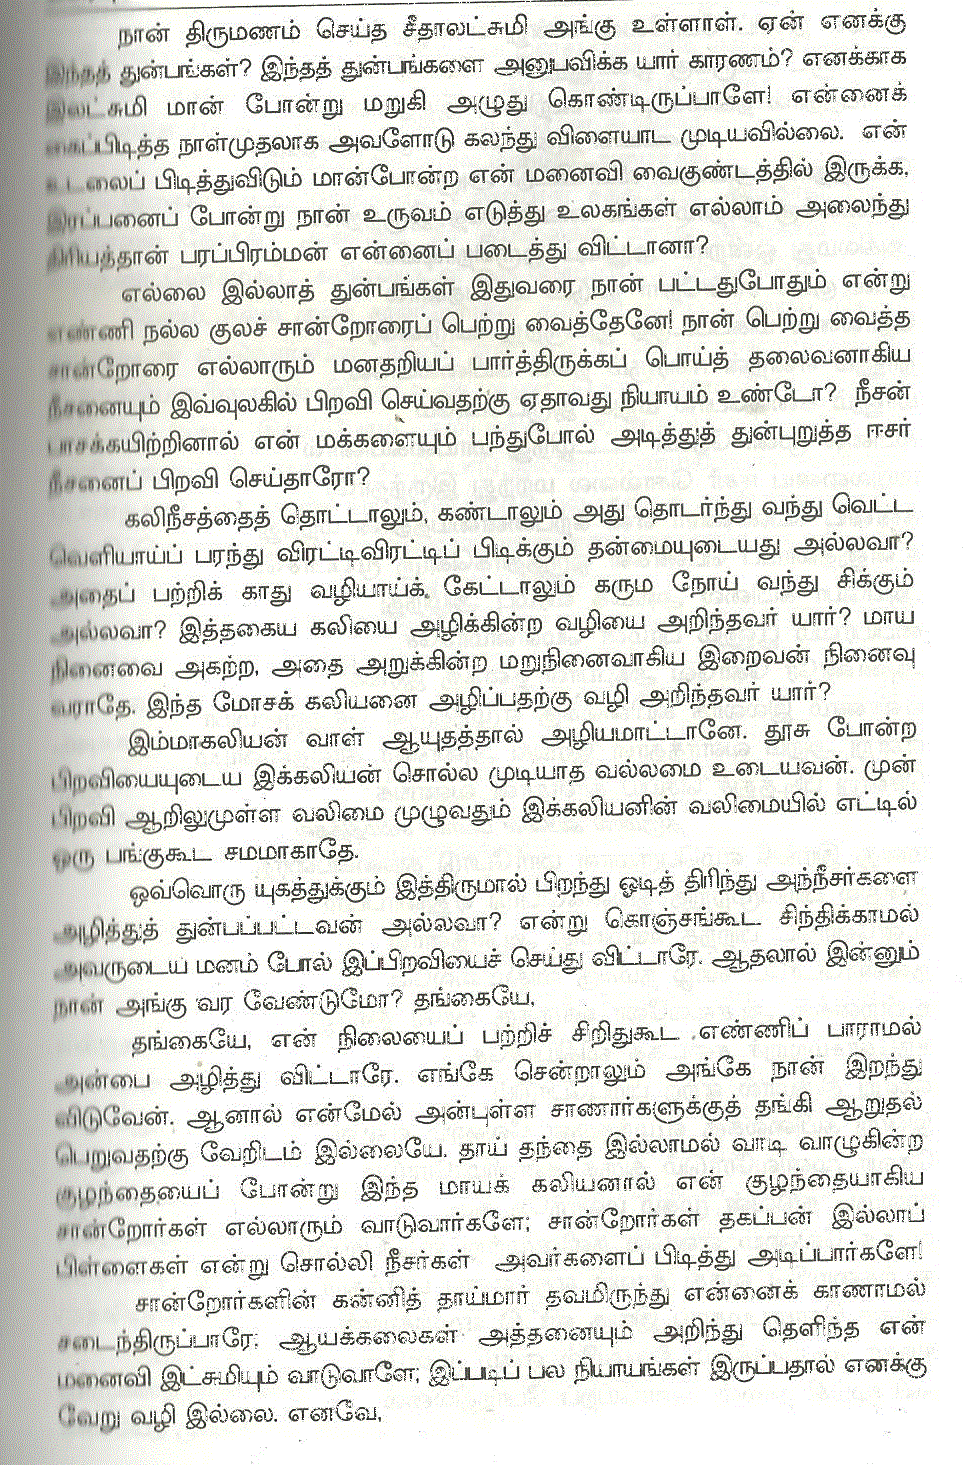 நான் திருமணம் செய்த சீதாலட்சுமி அங்கு உள்ளாள். ஏன் எனக்கு
இந்தத் துன்பங்கள்? இந்தத் துன்பங்களை அனுபவிக்க யார் காரணம்? எனக்காக
இலட்சுமி மான் போன்று மறுகி அழுது கொண்டிருப்பாளே! என்னைக்
கைப்பிடித்த நாள்முதலாக அவளோடு கலந்து விளையாட முடியவில்லை. என்
உடலைப் பிடித்துவிடும் மான்போன்ற என் மனைவி வைகுண்டத்தில் இருக்க,
இரப்பனைப் போன்று நான் உருவம் எடுத்து உலகங்கள் எல்லாம் அலைந்து
திரியத்தான் பரப்பிரம்மன் என்னைப் படைத்து விட்டானா?
எல்லை இல்லாத் துன்பங்கள் இதுவரை நான் பட்டதுபோதும் என்று
எண்ணி நல்ல குலச் சான்றோரைப் பெற்று வைத்தேனே! நான் பெற்று வைத்த
சான்றோரை எல்லாரும் மனதறியப் பார்த்திருக்கப் பொய்த் தலைவனாகிய
நீசனையும் இவ்வுலகில் பிறவி செய்வதற்கு ஏதாவது நியாயம் உண்டோ? நீசன்
பாசக்கயிற்றினால் என் மக்களையும் பந்துபோல் அடித்துத் துன்புறுத்த ஈசர்
நீசனைப் பிறவி செய்தாரோ?
கலிநீசத்தைத் தொட்டாலும், கண்டாலும் அது தொடர்ந்து வந்து வெட்ட
வெளியாய்ப் பரந்து விரட்டிவிரட்டிப் பிடிக்கும் தன்மையுடையது அல்லவா?
அதைப் பற்றிக் காது வழியாய்க் கேட்டாலும் கரும நோய் வந்து சிக்கும்
அல்லவா? இத்தகைய கலியை அழிக்கின்ற வழியை அறிந்தவர் யார்? மாய
நினைவை அகற்ற, அதை அறுக்கின்ற மறுநினைவாகிய இறைவன் நினைவு
வராதே. இந்த மோசக் கலியனை அழிப்பதற்கு வழி அறிந்தவர் யார்?
இம்மாகலியன் வாள் ஆயுதத்தால் அழியமாட்டானே. தூசு போன்ற
பிறவியையுடைய இக்கலியன் சொல்ல முடியாத வல்லமை உடையவன். முன்
பிறவி ஆறிலுமுள்ள வலிமை முழுவதும் இக்கலியனின் வலிமையில் எட்டில்
ஒரு பங்குகூட சமமாகாதே.
ஒவ்வொரு யுகத்துக்கும் இத்திருமால் பிறந்து ஓடித் திரிந்து அந்நீசர்களை
அழித்துத் துன்பப்பட்டவன் அல்லவா? என்று கொஞ்சங்கூட சிந்திக்காமல்
அவருடைய மனம் போல் இப்பிறவியைச் செய்து விட்டாரே. ஆதலால் இன்னும்
நான் அங்கு வர வேண்டுமோ? தங்கையே,
தங்கையே, என் நிலையைப் பற்றிச் சிறிதுகூட எண்ணிப் பாராமல்
அன்பை அழித்து விட்டாரே. எங்கே சென்றாலும் அங்கே நான் இறந்து
விடுவேன். ஆனால் என்மேல் அன்புள்ள சாணார்களுக்குத் தங்கி ஆறுதல்
பெறுவதற்கு வேறிடம் இல்லையே. தாய் தந்தை இல்லாமல் வாடி வாழுகின்ற
குழந்தையைப் போன்று இந்த மாயக் கலியனால் என் குழந்தையாகிய
சான்றோர்கள் எல்லாரும் வாடுவார்களே; சான்றோர்கள் தகப்பன் இல்லாப்
பிள்ளைகள் என்று சொல்லி நீசர்கள் அவர்களைப் பிடித்து அடிப்பார்களே!
சான்றோர்களின் கன்னித் தாய்மார் தவமிருந்து என்னைக் காணாமல்
சடைந்திருப்பாரே; ஆயக்கலைகள் அத்தனையும் அறிந்து தெளிந்த என்
மனைவி இட்சுமியும் வாடுவாளே; இப்படிப் பல நியாயங்கள் இருப்பதால் எனக்கு
வேறு வழி இல்லை. எனவே,